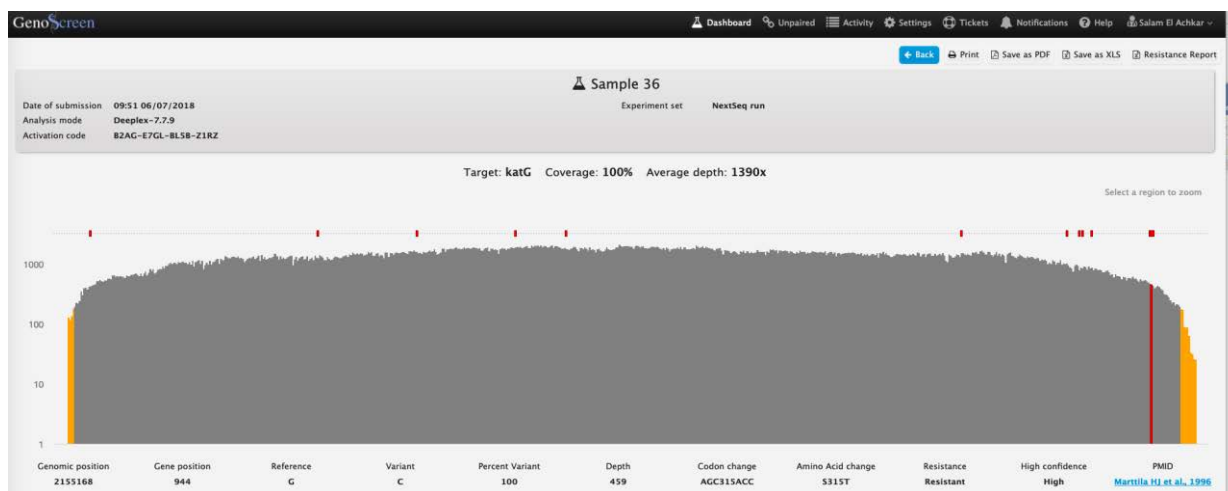 GenoScreen
Dashboard Unpaired Activity Settings Tickets Notifications Help Salam El Achkar
Back Print Save as PDF Save as XLS Resistance Report
Sample 36
Date of submission 09:51 06/07/2018 Experiment set NextSeq run
Analysis mode Deeplex-7.7.9
Activation code B2AG-E7GL-8L5B-Z1RZ
Target: katG Coverage: 100% Average depth: 1390x
Select a region to zoom
1000
100
10
1
Genomic position Gene position Reference Variant Percent Variant Depth Codon change Amino Acid change Resistance High confidence PMID
2155168 944 G C 100 459 AGC315ACC S315T Resistant High Marttila HJ et al., 1996